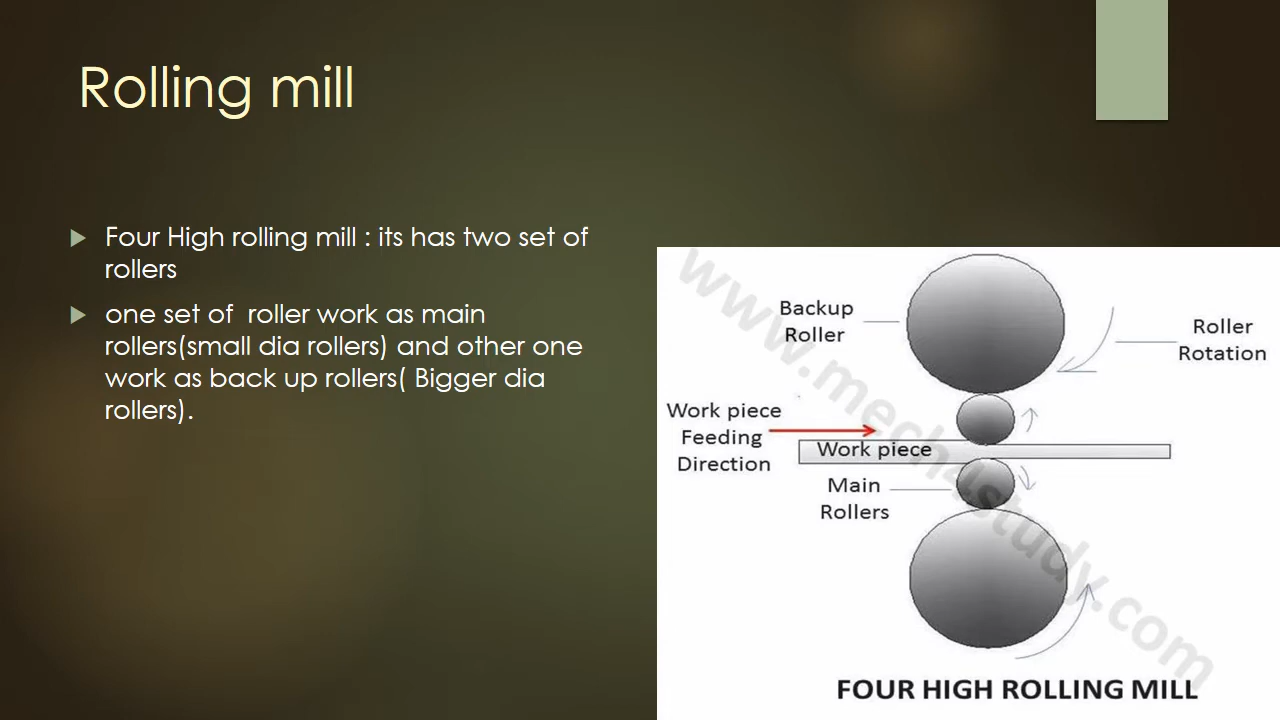 Rolling mill
Four High rolling mill : its has two set of
rollers
one set of  roller work as main
rollers(small dia rollers) and other one
work as back up rollers( Bigger dia
rollers).
Backup
Roller
Roller
Rotation
Work piece
Feeding
Direction
Work piece
Main
Rollers
www.mech4study.com
FOUR HIGH ROLLING MILL